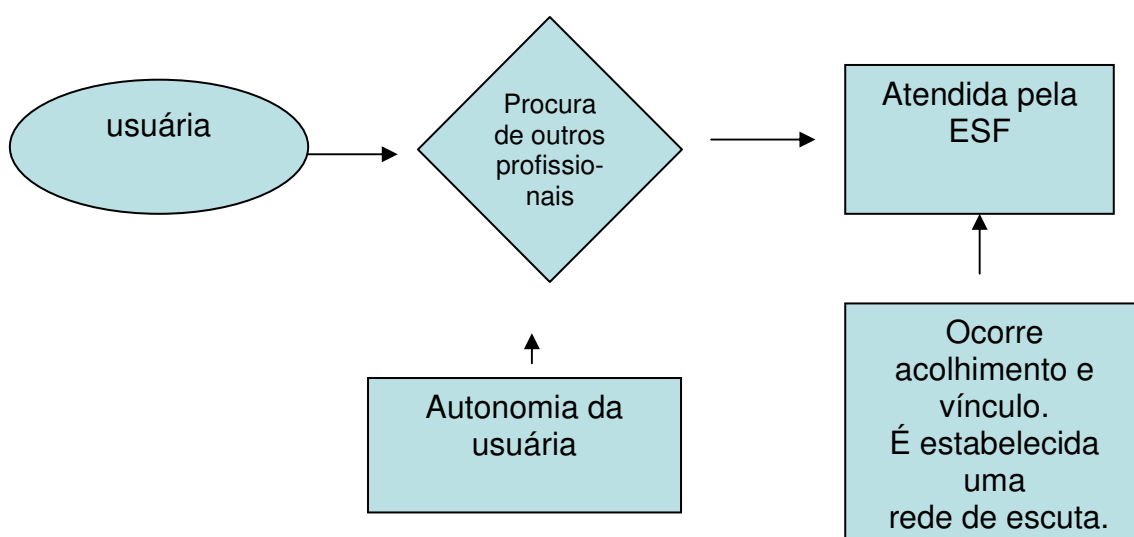 usuária
Procura
de outros
profissio-
nais
Atendida pela
ESF
Autonomia da
usuária
Ocorre
acolhimento e
vínculo.
É estabelecida
uma
rede de escuta.